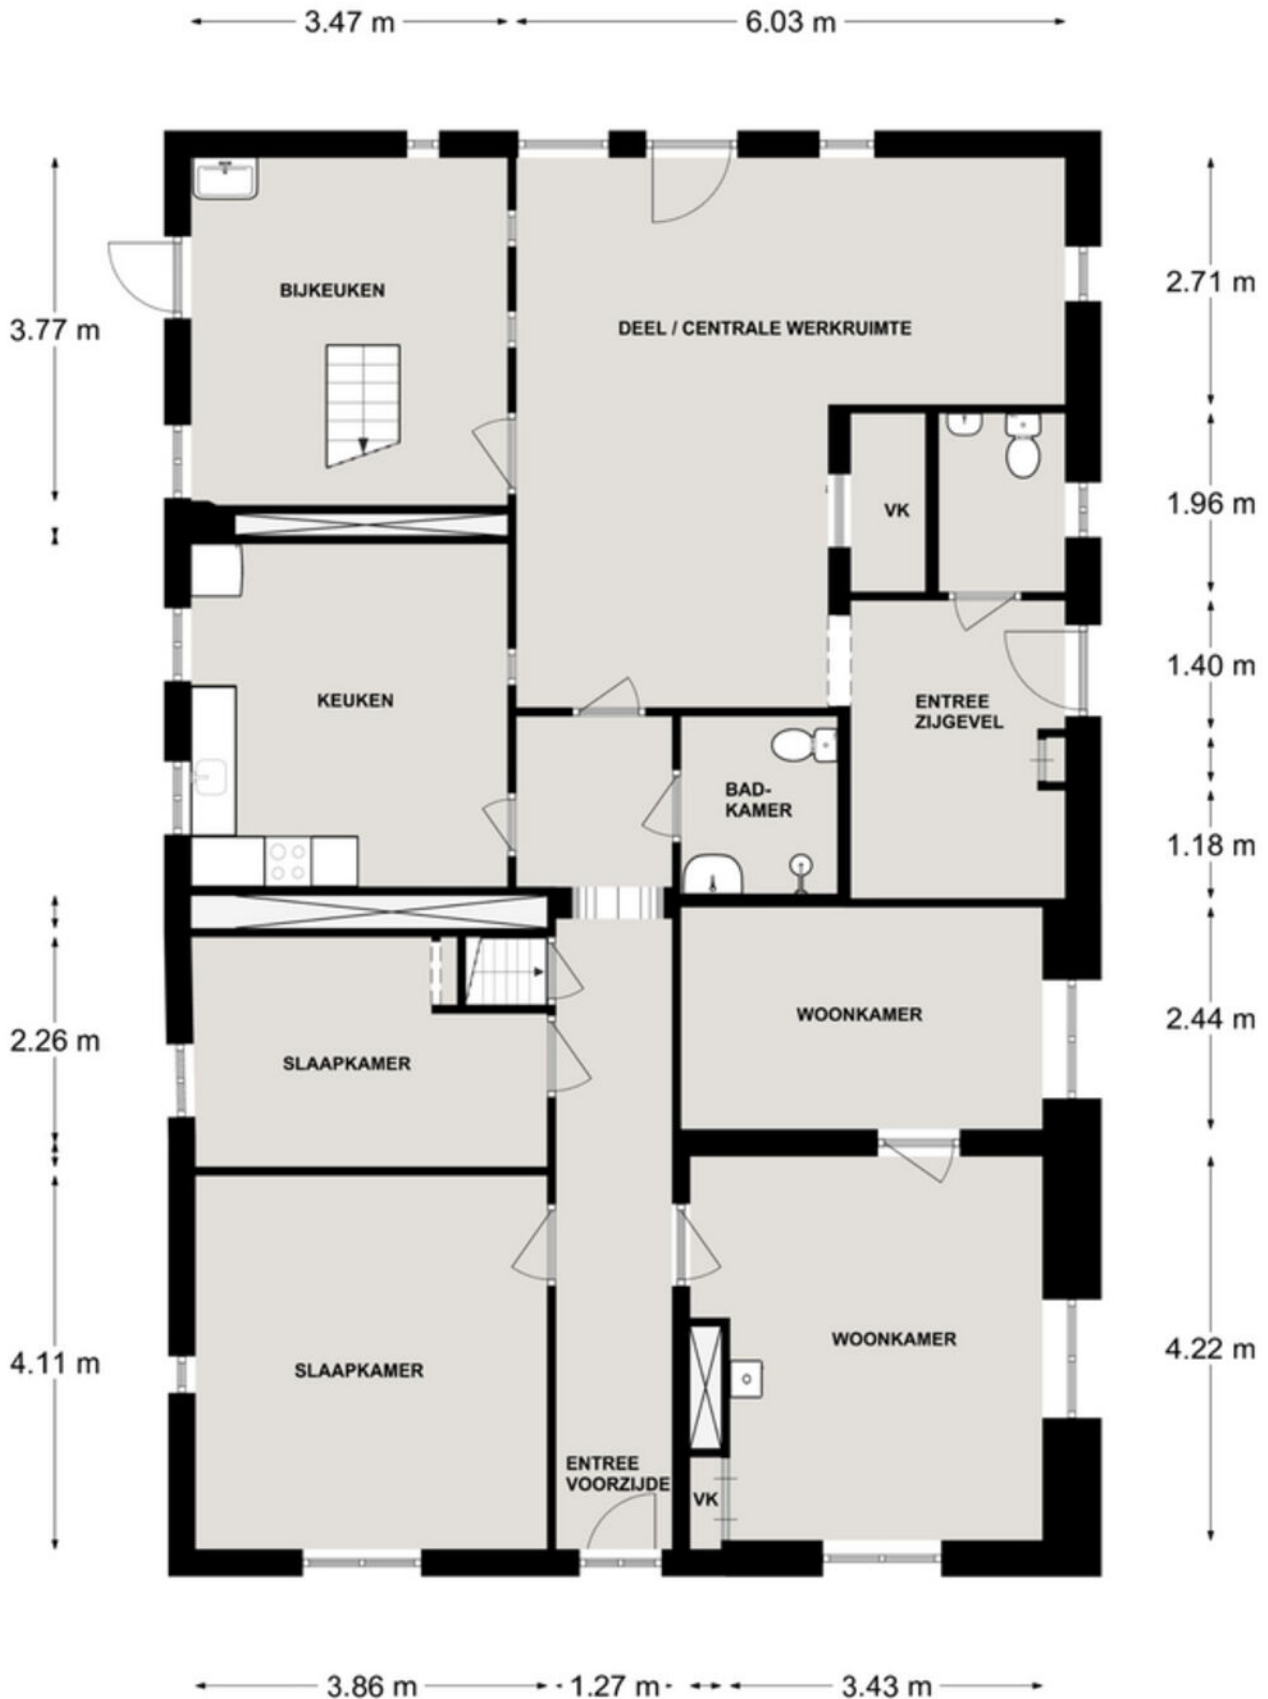 3.47 m
6.03 m
3.77 m
BIJKEUKEN
2.71 m
DEEL / CENTRALE WERKRUIMTE
VK
1.96 m
KEUKEN
1.40 m
ENTREE
ZIJGEVEL
BAD-
KAMER
1.18 m
WOONKAMER
2.44 m
2.26 m
SLAAPKAMER
4.11 m
SLAAPKAMER
WOONKAMER
4.22 m
ENTREE
VOORZIJDE
VK
3.86 m
1.27 m
3.43 m